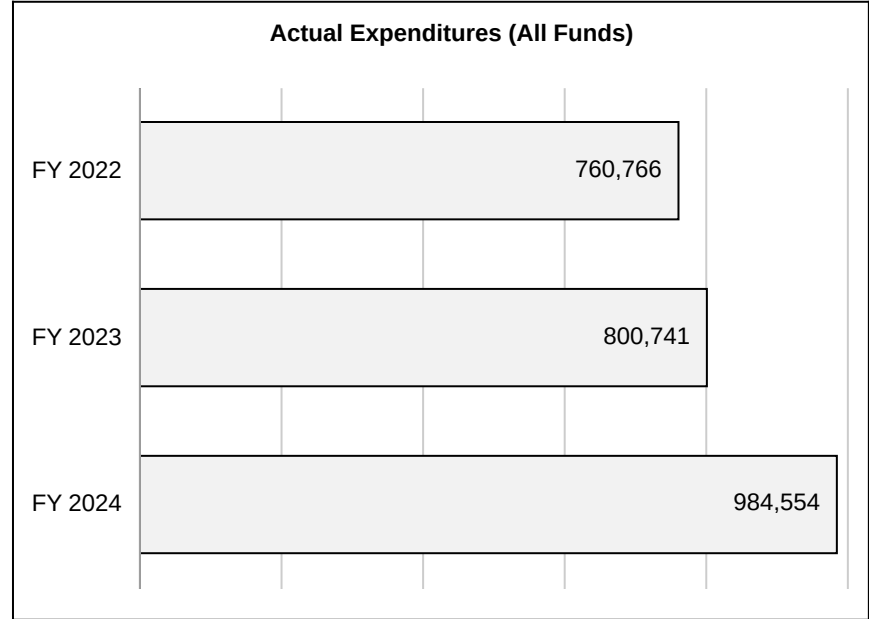 Actual Expenditures (All Funds)
FY 2022 760,766
FY 2023 800,741
FY 2024 984,554